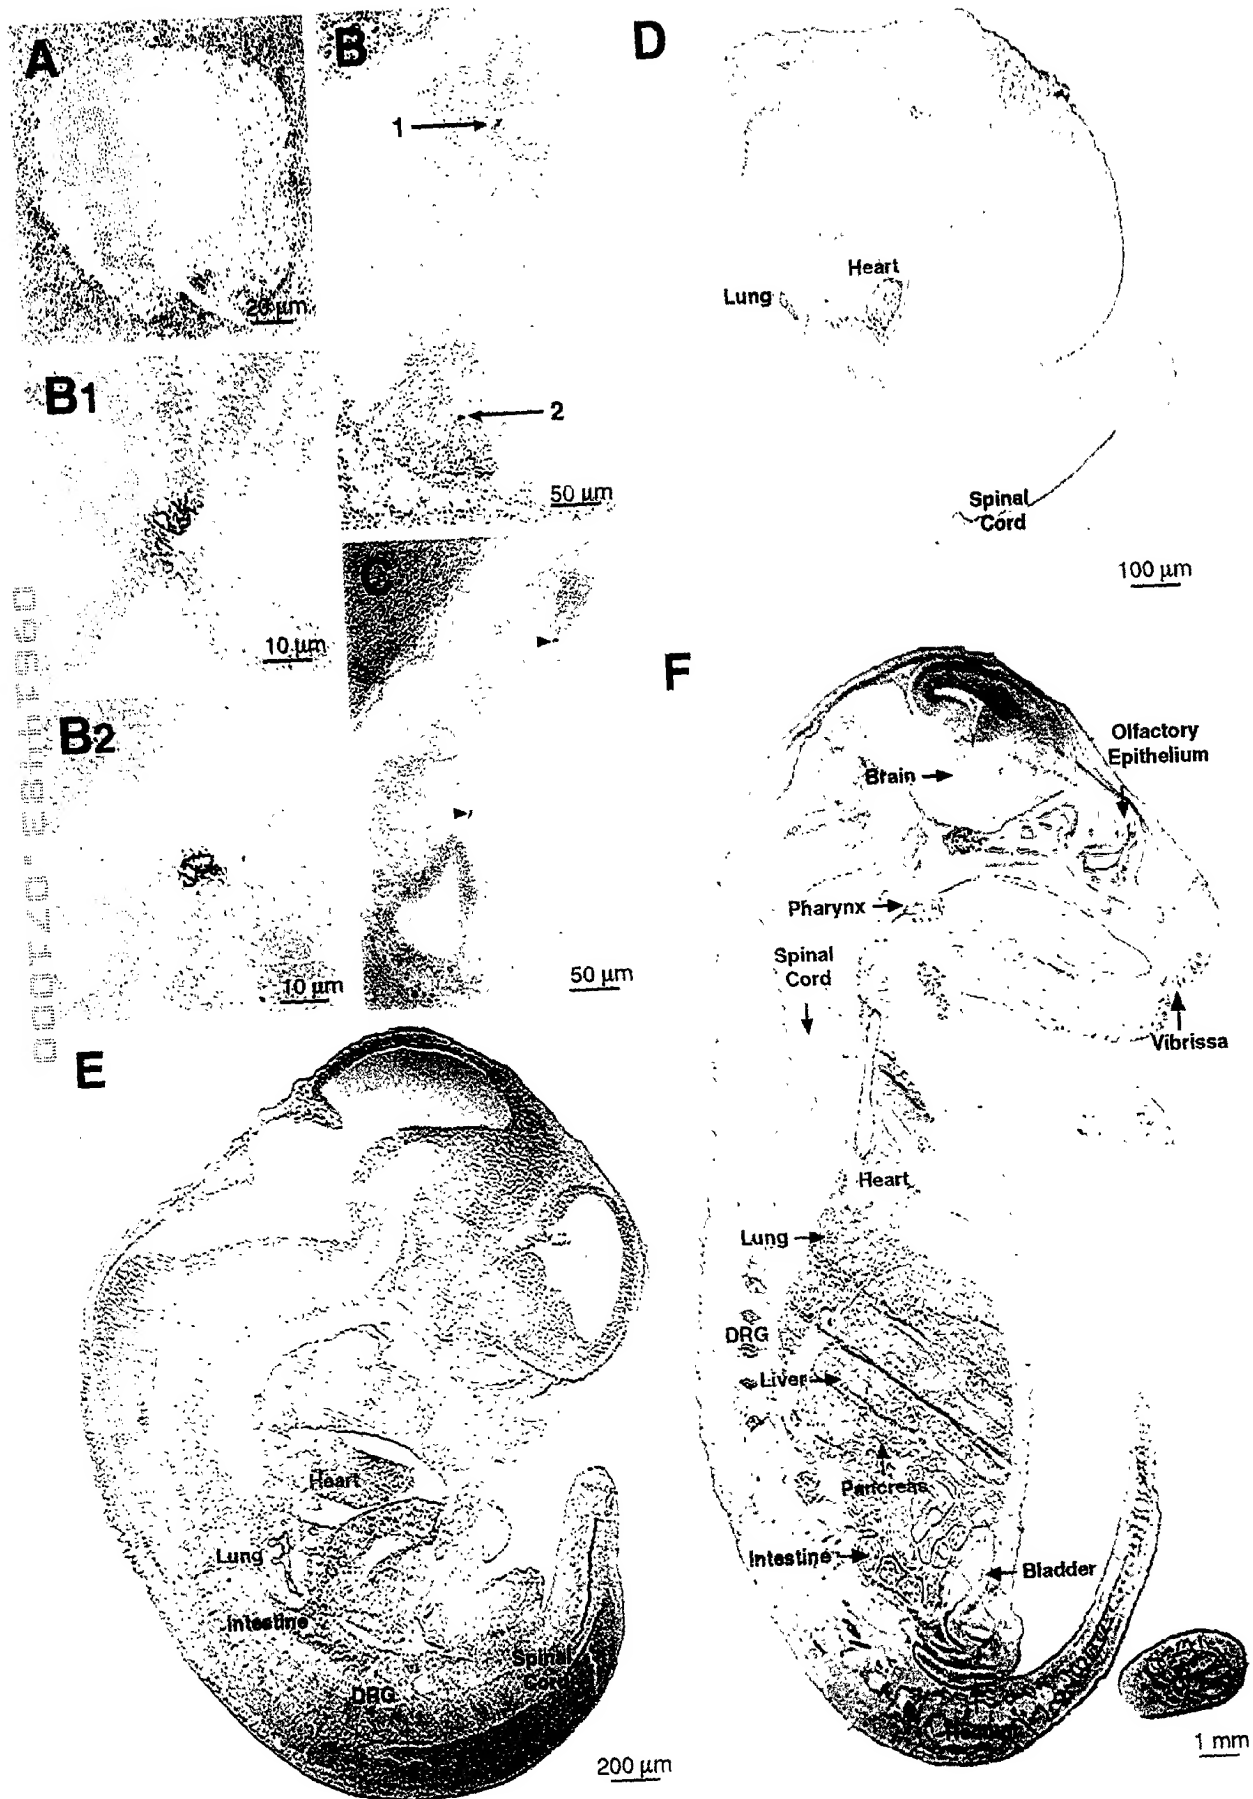 A
B
D
1
Heart
Lung
20 µm
B1
2
50 µm
Spinal
Cord
100 µm
C
10 µm
F
B2
Olfactory
Epithelium
Brain
Pharynx
Spinal
Cord
10 µm
50 µm
Vibrissa
E
Heart
Lung
DRG
Liver
Heart
Pancreas
Lung
Intestine
Bladder
Intestine
Spinal
Cord
DRG
200 µm
1 mm